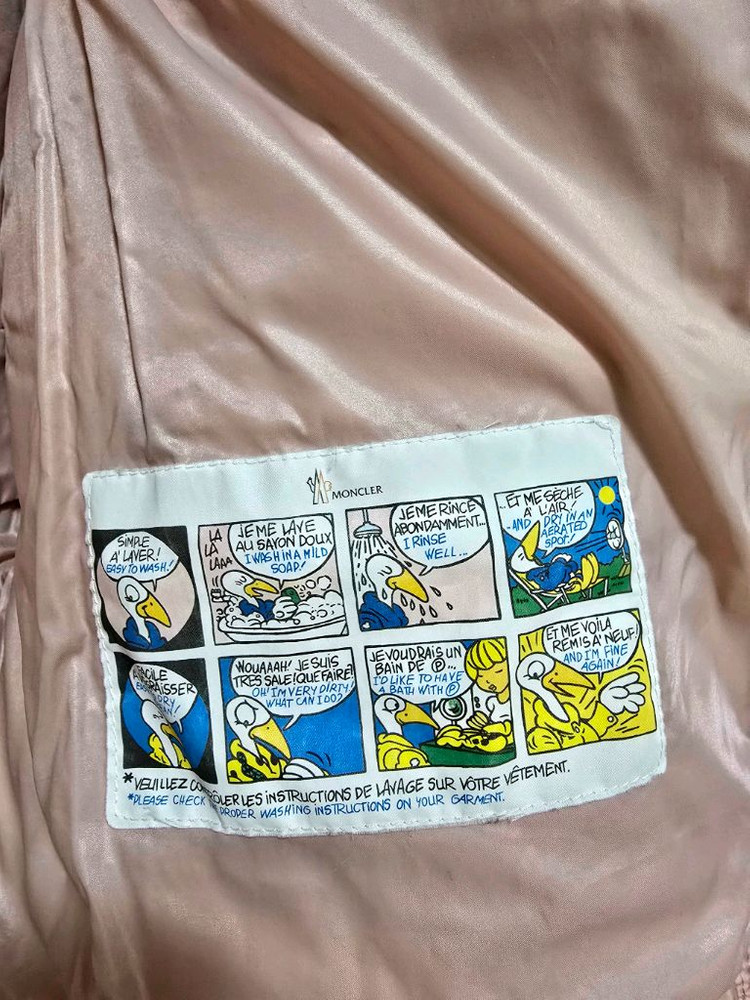 MONCLER
SIMPLE
A' LAVER!
EASY TO WASH!
LA
LA
LAAA
JE ME LAVE
AU SAVON DOUX
I WASH IN A MILD
SOAP!
JE ME RINCE
ABONDAMMENT...
I RINSE
WELL...
...ET ME SÈCHE
A' L'AIR!
-AND DRY IN AN
AERATED
SPOT!
WOUAAAH! JE SUIS
TRES SALE! QUE FAIRE?
OH! I'M VERY DIRTY!
WHAT CAN I DO?
JE VOUDRAIS UN
BAIN DE Ⓟ...
I'D LIKE TO HAVE
A BATH WITH Ⓟ
ET ME VOILA
REMIS A' NEUF!
AND I'M FINE
AGAIN!
*VEUILLEZ LES INSTRUCTIONS DE LAVAGE SUR VÔTRE VÊTEMENT.
*PLEASE CHECK PROPER WASHING INSTRUCTIONS ON YOUR GARMENT.